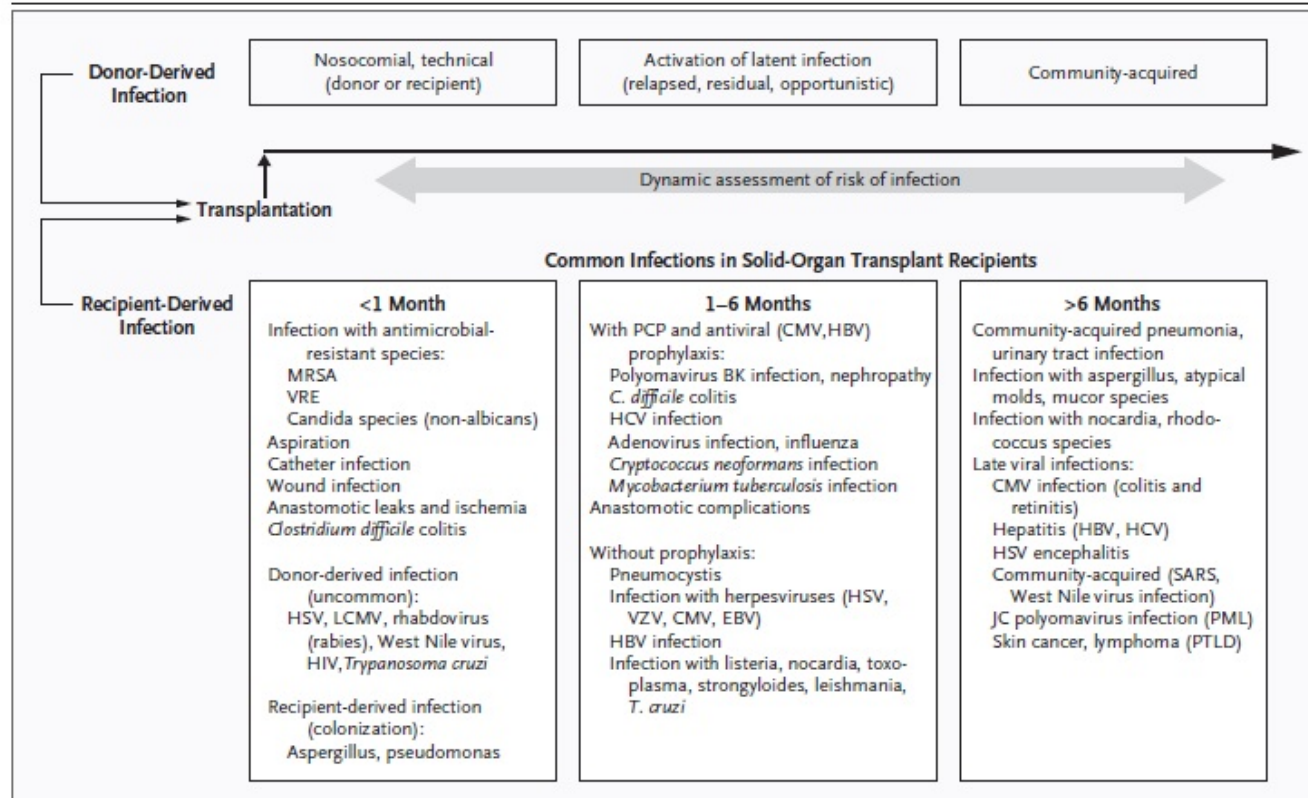 Donor-Derived
Infection
Nosocomial, technical
(donor or recipient)
Activation of latent infection
(relapsed, residual, opportunistic)
Community-acquired
Dynamic assessment of risk of infection
Transplantation
Common Infections in Solid-Organ Transplant Recipients
Recipient-Derived
Infection
<1 Month
Infection with antimicrobial-
resistant species:
MRSA
VRE
Candida species (non-albicans)
Aspiration
Catheter infection
Wound infection
Anastomotic leaks and ischemia
Clostridium difficile colitis
Donor-derived infection
(uncommon):
HSV, LCMV, rhabdovirus
(rabies), West Nile virus,
HIV,Trypanosoma cruzi
Recipient-derived infection
(colonization):
Aspergillus, pseudomonas
1–6 Months
With PCP and antiviral (CMV,HBV)
prophylaxis:
Polyomavirus BK infection, nephropathy
C. difficile colitis
HCV infection
Adenovirus infection, influenza
Cryptococcus neoformans infection
Mycobacterium tuberculosis infection
Anastomotic complications
Without prophylaxis:
Pneumocystis
Infection with herpesviruses (HSV,
VZV, CMV, EBV)
HBV infection
Infection with listeria, nocardia, toxo-
plasma, strongyloides, leishmania,
T. cruzi
>6 Months
Community-acquired pneumonia,
urinary tract infection
Infection with aspergillus, atypical
molds, mucor species
Infection with nocardia, rhodo-
coccus species
Late viral infections:
CMV infection (colitis and
retinitis)
Hepatitis (HBV, HCV)
HSV encephalitis
Community-acquired (SARS,
West Nile virus infection)
JC polyomavirus infection (PML)
Skin cancer, lymphoma (PTLD)